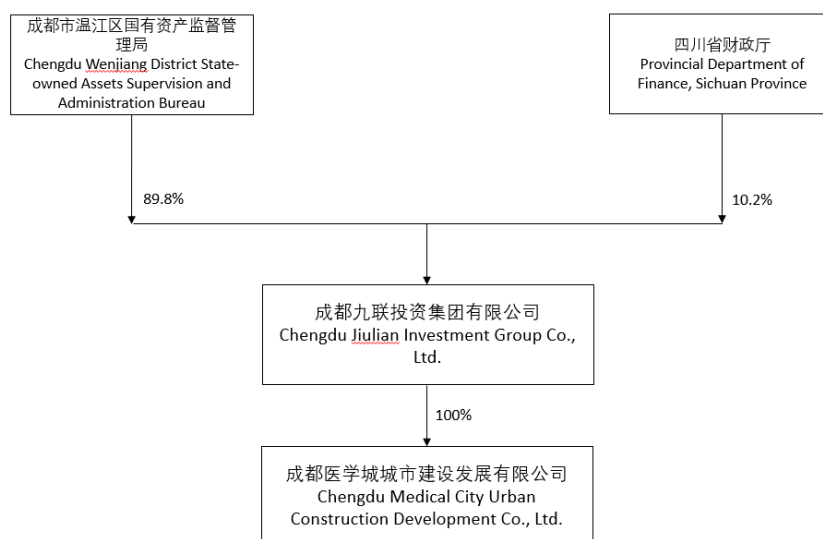 成都市温江区国有资产监督管
理局
Chengdu Wenjiang District State-
owned Assets Supervision and
Administration Bureau
四川省财政厅
Provincial Department of
Finance, Sichuan Province
89.8%
10.2%
成都九联投资集团有限公司
Chengdu Jiulian Investment Group Co.,
Ltd.
100%
成都医学城城市建设发展有限公司
Chengdu Medical City Urban
Construction Development Co., Ltd.